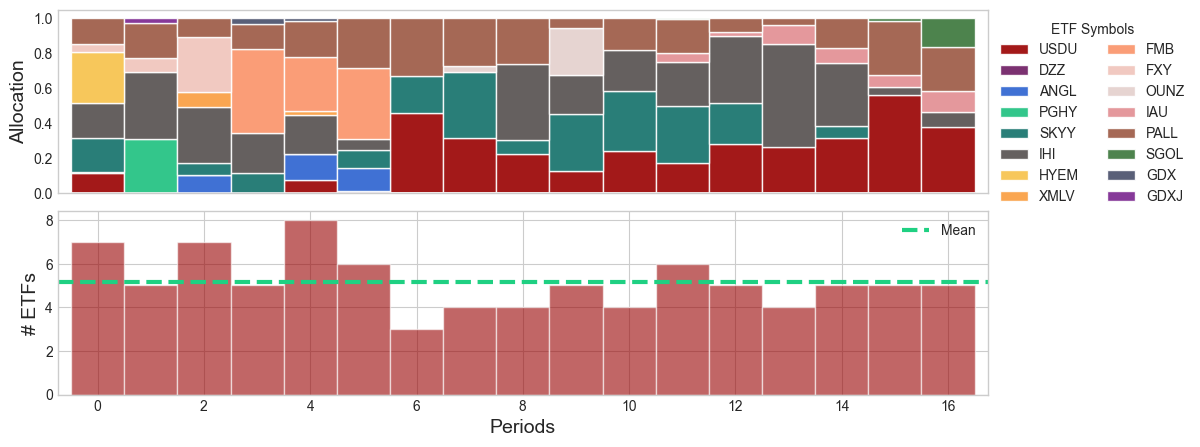 1.0
0.8
0.6
0.4
0.2
0.0
Allocation
ETF Symbols
USDU
DZZ
ANGL
PGHY
SKYY
IHI
HYEM
XMLV
FMB
FXY
OUNZ
IAU
PALL
SGOL
GDX
GDXJ
8
6
4
2
0
# ETFs
Mean
0 2 4 6 8 10 12 14 16
Periods